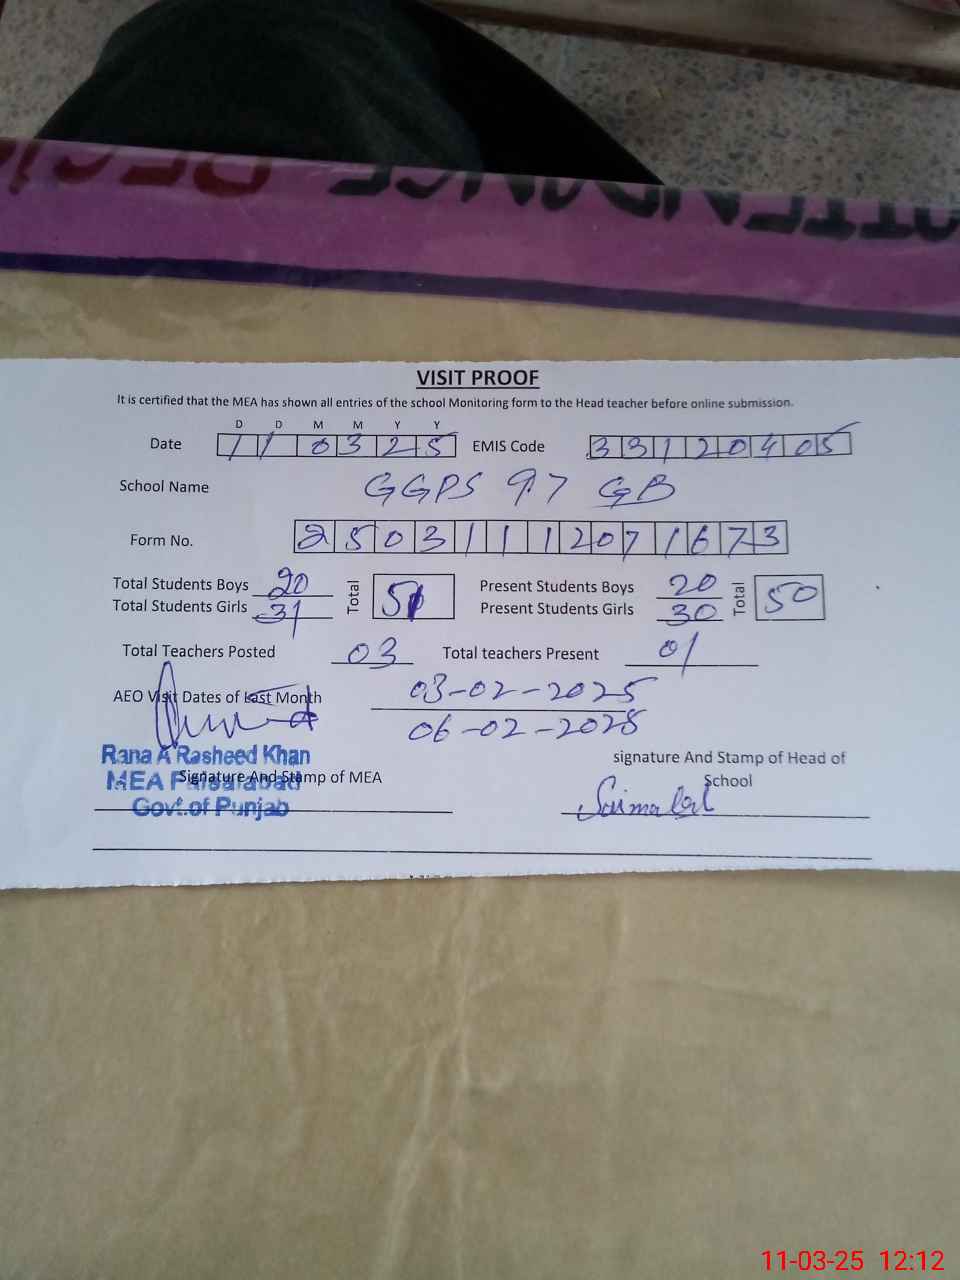 ATTENDANCE REGIS
VISIT PROOF
It is certified that the MEA has shown all entries of the school Monitoring form to the Head teacher before online submission.
D D M M Y Y
Date 1 1 0 3 2 5 EMIS Code 3 3 1 2 0 4 0 5
School Name GGPS 97 GB
Form No. 2 5 0 3 1 1 1 2 0 7 1 6 7 3
Total Students Boys 20 Total 51 Present Students Boys 20 Total 50
Total Students Girls 31 Present Students Girls 30
Total Teachers Posted 03 Total teachers Present 01
AEO Visit Dates of Last Month 03-02-2025
06-02-2025
Rana A Rasheed Khan
MEA Faisalabad
Govt.of Punjab
Signature And Stamp of MEA
signature And Stamp of Head of
School
Saima
11-03-25 12:12